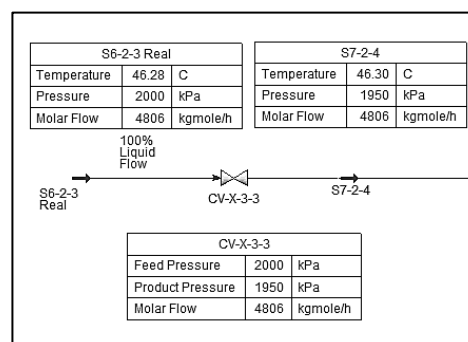 S6-2-3 Real
Temperature 46.28 C
Pressure 2000 kPa
Molar Flow 4806 kgmole/h
S7-2-4
Temperature 46.30 C
Pressure 1950 kPa
Molar Flow 4806 kgmole/h
100%
Liquid
Flow
S6-2-3
Real
CV-X-3-3
S7-2-4
CV-X-3-3
Feed Pressure 2000 kPa
Product Pressure 1950 kPa
Molar Flow 4806 kgmole/h